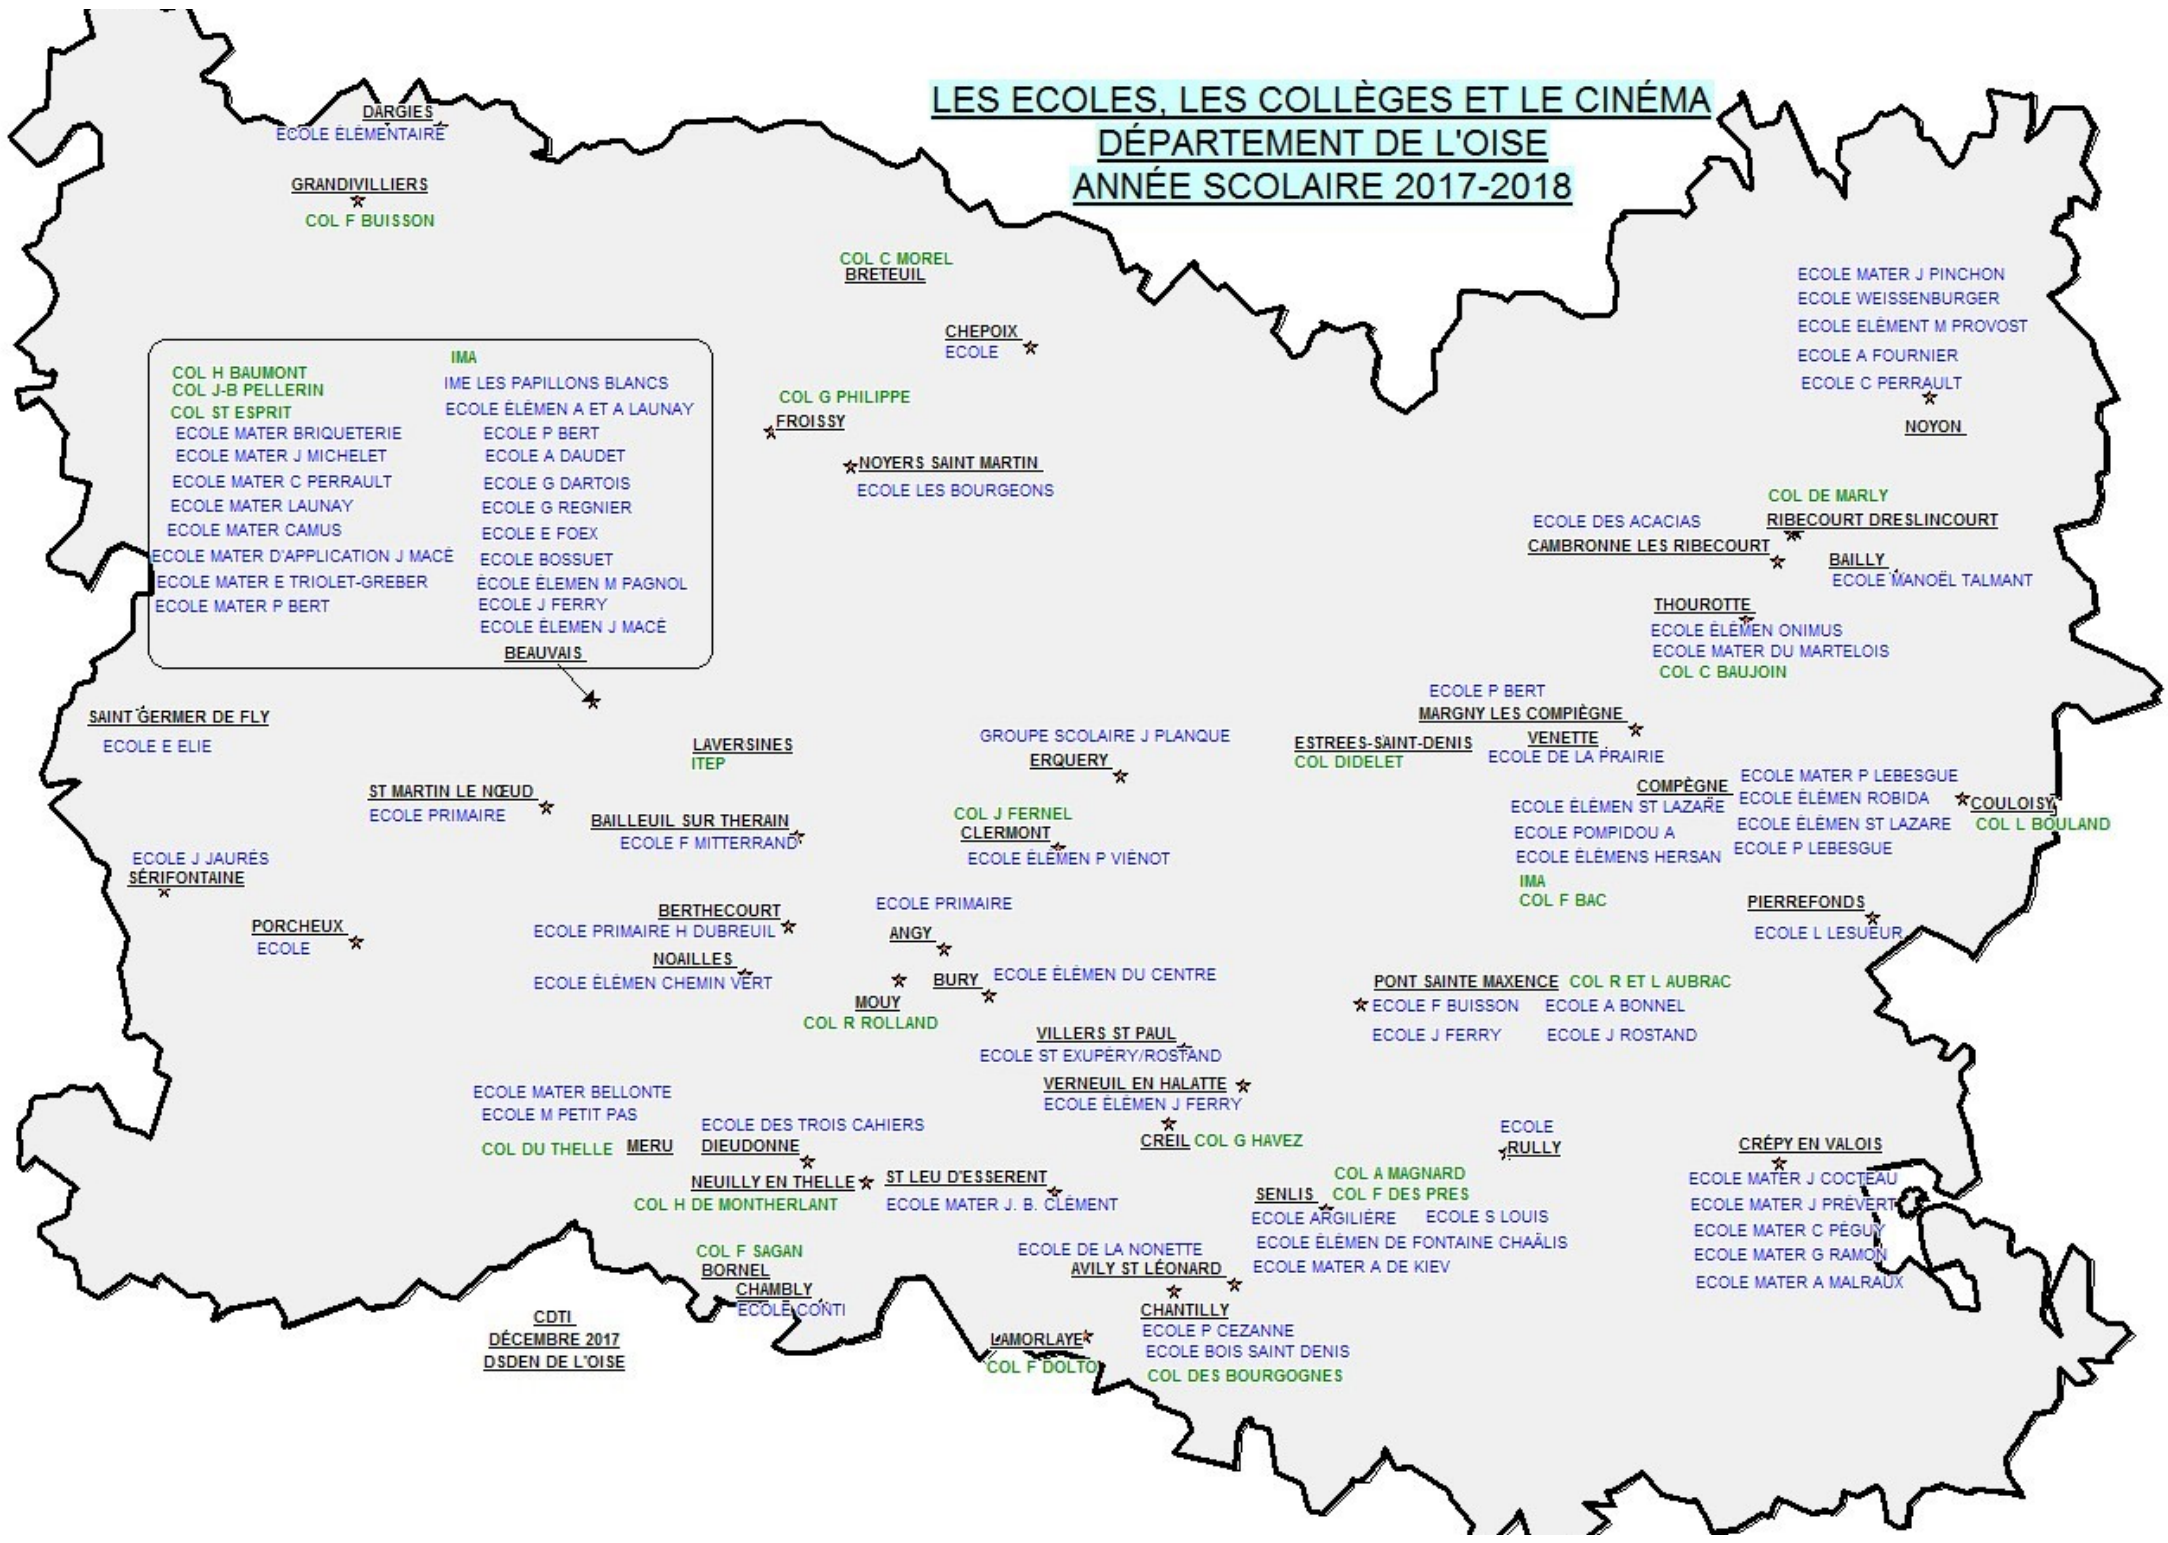 LES ECOLES, LES COLLÈGES ET LE CINÉMA
DÉPARTEMENT DE L'OISE
ANNÉE SCOLAIRE 2017-2018
DARGIES
ECOLE ÉLÉMENTAIRE
GRANDIVILLIERS
COL F BUISSON
COL C MOREL
BRETEUIL
CHEPOIX
ECOLE
COL G PHILIPPE
FROISSY
NOYERS SAINT MARTIN
ECOLE LES BOURGEONS
ECOLE MATER J PINCHON
ECOLE WEISSENBURGER
ECOLE ELÉMENT M PROVOST
ECOLE A FOURNIER
ECOLE C PERRAULT
NOYON
COL H BAUMONT
COL J-B PELLERIN
COL ST ESPRIT
ECOLE MATER BRIQUETERIE
ECOLE MATER J MICHELET
ECOLE MATER C PERRAULT
ECOLE MATER LAUNAY
ECOLE MATER CAMUS
ECOLE MATER D'APPLICATION J MACÉ
ECOLE MATER E TRIOLET-GREBER
ECOLE MATER P BERT
IMA
IME LES PAPILLONS BLANCS
ECOLE ÉLÉMEN A ET A LAUNAY
ECOLE P BERT
ECOLE A DAUDET
ECOLE G DARTOIS
ECOLE G REGNIER
ECOLE E FOEX
ECOLE BOSSUET
ÉCOLE ÉLEMEN M PAGNOL
ECOLE J FERRY
ECOLE ÉLEMEN J MACÉ
BEAUVAIS
COL DE MARLY
RIBECOURT DRESLINCOURT
ECOLE DES ACACIAS
CAMBRONNE LES RIBECOURT
BAILLY
ECOLE MANOËL TALMANT
THOUROTTE
ECOLE ÉLÉMEN ONIMUS
ECOLE MATER DU MARTELOIS
COL C BAUJOIN
ECOLE P BERT
MARGNY LES COMPIÈGNE
VENETTE
ECOLE DE LA PRAIRIE
ESTREES-SAINT-DENIS
COL DIDELET
SAINT GERMER DE FLY
ECOLE E ELIE
LAVERSINES
ITEP
GROUPE SCOLAIRE J PLANQUE
ERQUERY
ST MARTIN LE NŒUD
ECOLE PRIMAIRE
BAILLEUIL SUR THERAIN
ECOLE F MITTERRAND
COL J FERNEL
CLERMONT
ECOLE ÉLÉMEN P VIÉNOT
COMPÈGNE
ECOLE ÉLÉMEN ST LAZARE
ECOLE POMPIDOU A
ECOLE ÉLÉMENS HERSAN
IMA
COL F BAC
ECOLE MATER P LEBESGUE
ECOLE ÉLÉMEN ROBIDA
ECOLE ÉLÉMEN ST LAZARE
ECOLE P LEBESGUE
COULOISY
COL L BOULAND
ECOLE J JAURÉS
SÉRIFONTAINE
PORCHEUX
ECOLE
BERTHECOURT
ECOLE PRIMAIRE H DUBREUIL
NOAILLES
ECOLE ÉLÉMEN CHEMIN VERT
ECOLE PRIMAIRE
ANGY
BURY
ECOLE ÉLÉMEN DU CENTRE
MOUY
COL R ROLLAND
PIERREFONDS
ECOLE L LESUEUR
PONT SAINTE MAXENCE COL R ET L AUBRAC
ECOLE F BUISSON ECOLE A BONNEL
ECOLE J FERRY ECOLE J ROSTAND
VILLERS ST PAUL
ECOLE ST EXUPÉRY/ROSTAND
VERNEUIL EN HALATTE
ECOLE ÉLÉMEN J FERRY
CREIL COL G HAVEZ
ECOLE MATER BELLONTE
ECOLE M PETIT PAS
COL DU THELLE MERU
ECOLE DES TROIS CAHIERS
DIEUDONNE
NEUILLY EN THELLE
COL H DE MONTHERLANT
ST LEU D'ESSERENT
ECOLE MATER J. B. CLÉMENT
ECOLE
RULLY
CRÉPY EN VALOIS
ECOLE MATER J COCTEAU
ECOLE MATER J PRÉVERT
ECOLE MATER C PÉGUY
ECOLE MATER G RAMON
ECOLE MATER A MALRAUX
COL A MAGNARD
SENLIS COL F DES PRES
ECOLE ARGILIÈRE ECOLE S LOUIS
ECOLE ÉLÉMEN DE FONTAINE CHAÂLIS
ECOLE MATER A DE KIEV
ECOLE DE LA NONETTE
AVILY ST LÉONARD
CHANTILLY
ECOLE P CEZANNE
ECOLE BOIS SAINT DENIS
COL DES BOURGOGNES
COL F SAGAN
BORNEL
CHAMBLY
ECOLE CONTI
LAMORLAYE
COL F DOLTO
CDTI
DÉCEMBRE 2017
DSDEN DE L'OISE